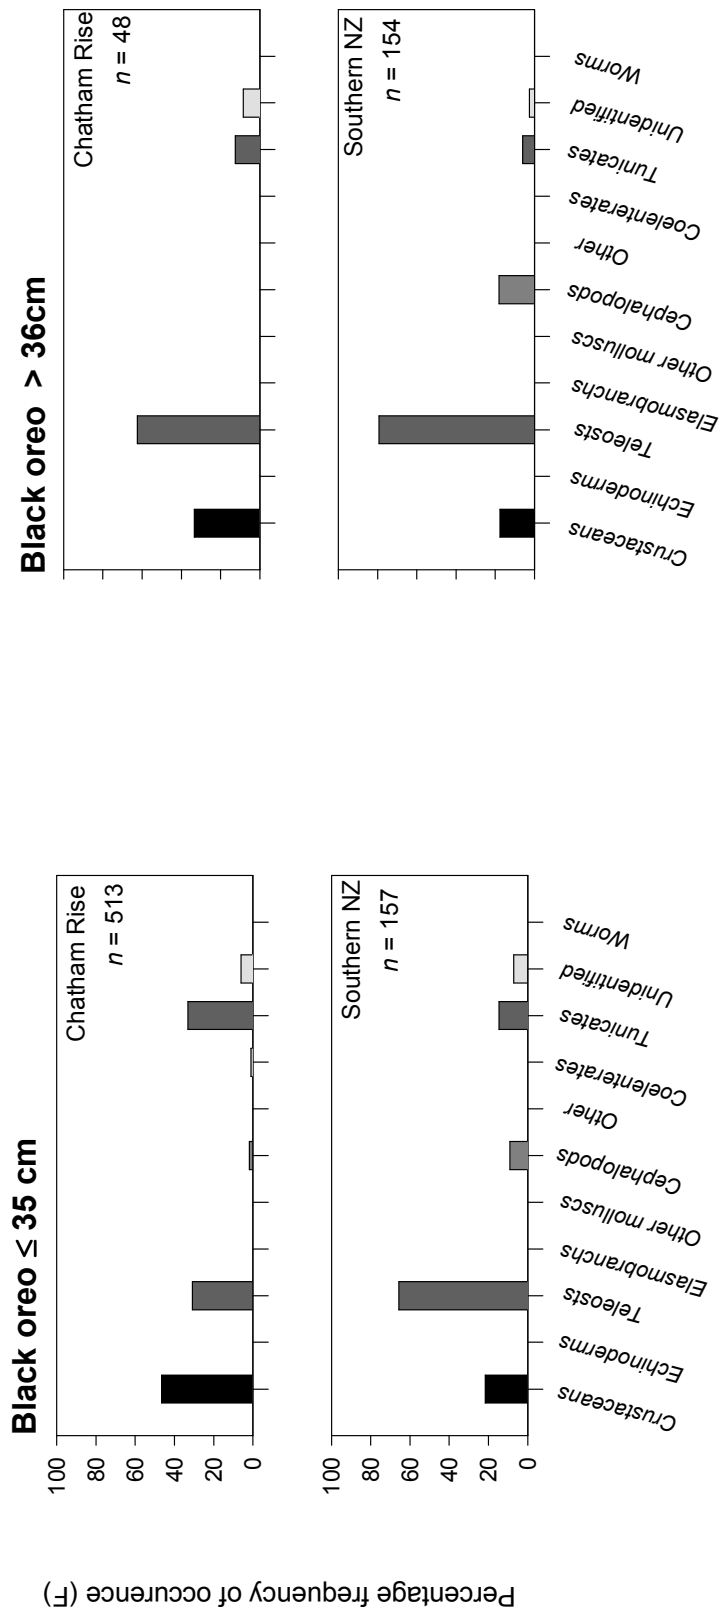 Black oreo ≤ 35 cm
Black oreo > 36cm
Percentage frequency of occurence (F)
Chatham Rise
n = 513
100
80
60
40
20
0
Chatham Rise
n = 48
Southern NZ
n = 157
100
80
60
40
20
0
Crustaceans
Echinoderms
Teleosts
Elasmobranchs
Other molluscs
Cephalopods
Other
Coelenterates
Tunicates
Unidentified
Worms
Southern NZ
n = 154
Crustaceans
Echinoderms
Teleosts
Elasmobranchs
Other molluscs
Cephalopods
Other
Coelenterates
Tunicates
Unidentified
Worms